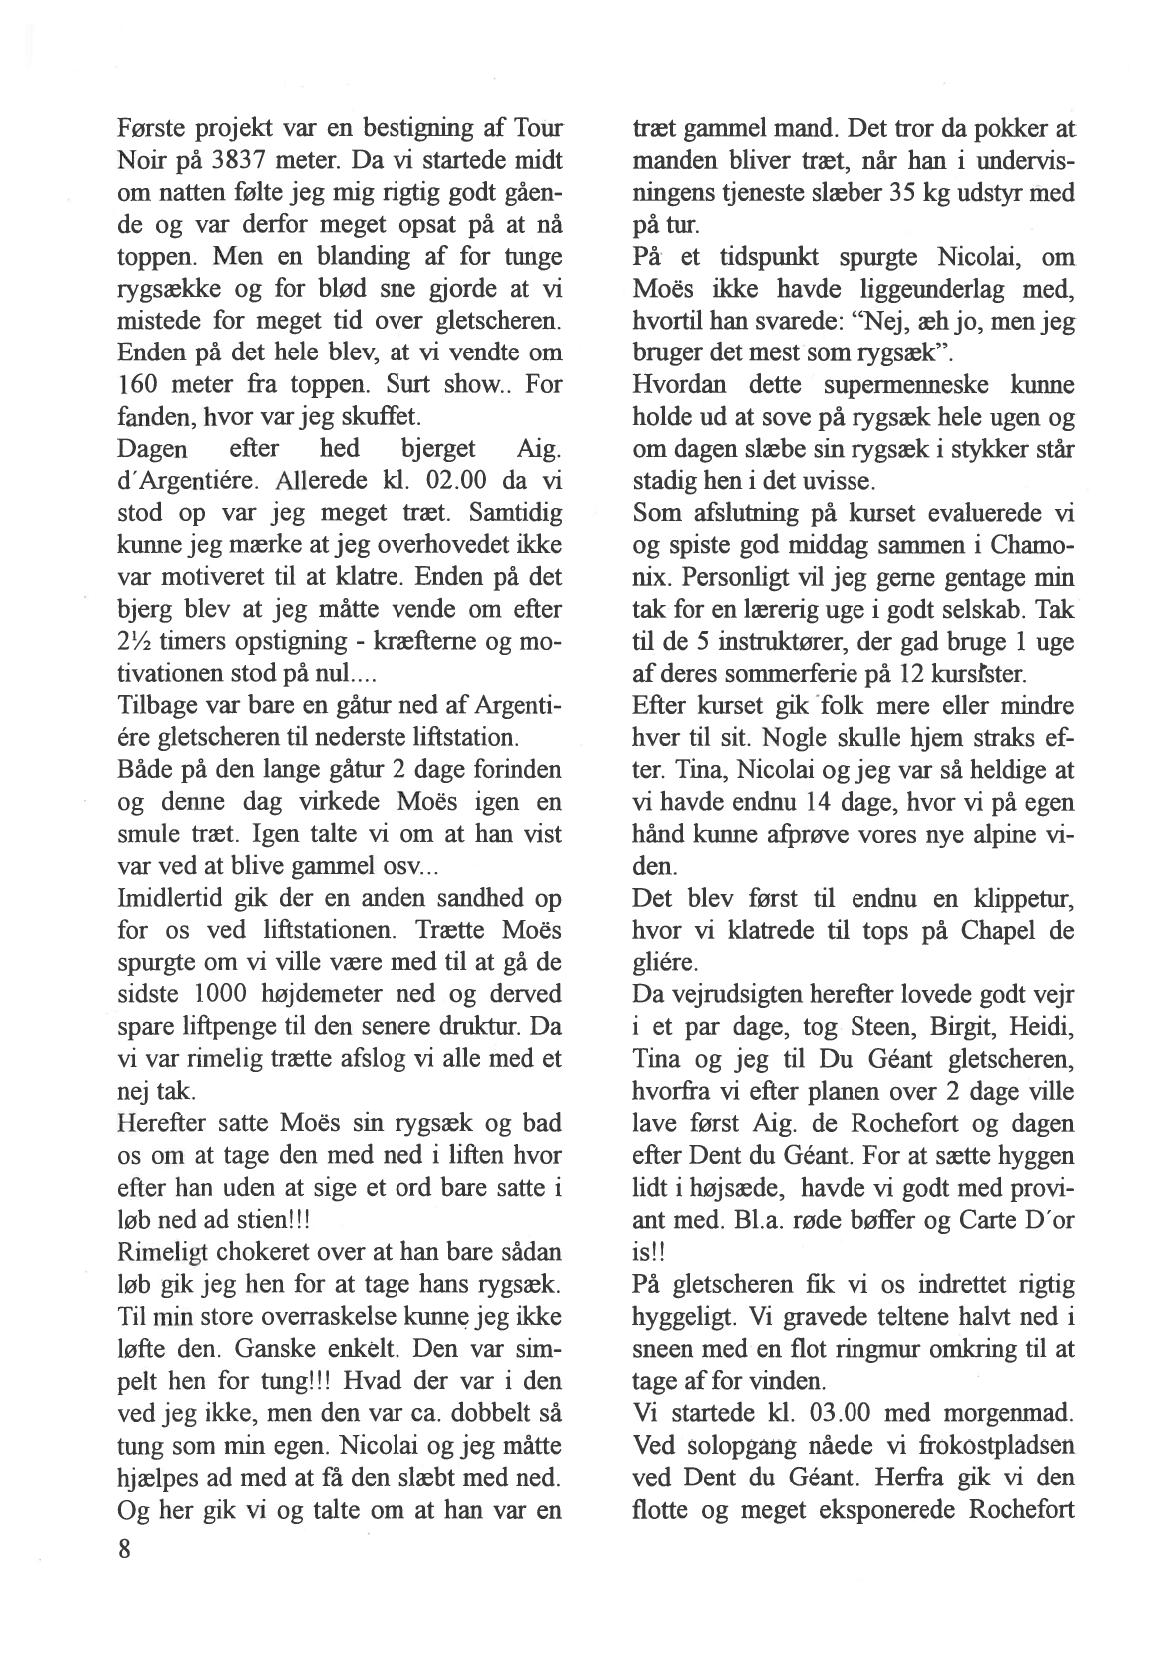 Første projekt var en bestigning af Tour
Noir på 3837 meter. Da vi startede midt
om natten følte jeg mig rigtig godt gåen-
de og var derfor meget opsat på at nå
toppen. Men en blanding af for tunge
rygsække og for blød sne gjorde at vi
mistede for meget tid over gletscheren.
Enden på det hele blev, at vi vendte om
160 meter fra toppen. Surt show.. For
fanden, hvor var jeg skuffet.
Dagen efter hed bjerget Aig.
d´Argentiére. Allerede kl. 02.00 da vi
stod op var jeg meget træt. Samtidig
kunne jeg mærke at jeg overhovedet ikke
var motiveret til at klatre. Enden på det
bjerg blev at jeg måtte vende om efter
2½ timers opstigning - kræfterne og mo-
tivationen stod på nul....
Tilbage var bare en gåtur ned af Argenti-
ére gletscheren til nederste liftstation.
Både på den lange gåtur 2 dage forinden
og denne dag virkede Moës igen en
smule træt. Igen talte vi om at han vist
var ved at blive gammel osv...
Imidlertid gik der en anden sandhed op
for os ved liftstationen. Trætte Moës
spurgte om vi ville være med til at gå de
sidste 1000 højdemeter ned og derved
spare liftpenge til den senere druktur. Da
vi var rimelig trætte afslog vi alle med et
nej tak.
Herefter satte Moës sin rygsæk og bad
os om at tage den med ned i liften hvor
efter han uden at sige et ord bare satte i
løb ned ad stien!!!
Rimeligt chokeret over at han bare sådan
løb gik jeg hen for at tage hans rygsæk.
Til min store overraskelse kunne jeg ikke
løfte den. Ganske enkelt. Den var sim-
pelt hen for tung!!! Hvad der var i den
ved jeg ikke, men den var ca. dobbelt så
tung som min egen. Nicolai og jeg måtte
hjælpes ad med at få den slæbt med ned.
Og her gik vi og talte om at han var en
8
træt gammel mand. Det tror da pokker at
manden bliver træt, når han i undervis-
ningens tjeneste slæber 35 kg udstyr med
på tur.
På et tidspunkt spurgte Nicolai, om
Moës ikke havde liggeunderlag med,
hvortil han svarede: “Nej, æh jo, men jeg
bruger det mest som rygsæk”.
Hvordan dette supermenneske kunne
holde ud at sove på rygsæk hele ugen og
om dagen slæbe sin rygsæk i stykker står
stadig hen i det uvisse.
Som afslutning på kurset evaluerede vi
og spiste god middag sammen i Chamo-
nix. Personligt vil jeg gerne gentage min
tak for en lærerig uge i godt selskab. Tak
til de 5 instruktører, der gad bruge 1 uge
af deres sommerferie på 12 kursister.
Efter kurset gik folk mere eller mindre
hver til sit. Nogle skulle hjem straks ef-
ter. Tina, Nicolai og jeg var så heldige at
vi havde endnu 14 dage, hvor vi på egen
hånd kunne afprøve vores nye alpine vi-
den.
Det blev først til endnu en klippetur,
hvor vi klatrede til tops på Chapel de
gliére.
Da vejrudsigten herefter lovede godt vejr
i et par dage, tog Steen, Birgit, Heidi,
Tina og jeg til Du Géant gletscheren,
hvorfra vi efter planen over 2 dage ville
lave først Aig. de Rochefort og dagen
efter Dent du Géant. For at sætte hyggen
lidt i højsæde, havde vi godt med provi-
ant med. Bl.a. røde bøffer og Carte D´or
is!!
På gletscheren fik vi os indrettet rigtig
hyggeligt. Vi gravede teltene halvt ned i
sneen med en flot ringmur omkring til at
tage af for vinden.
Vi startede kl. 03.00 med morgenmad.
Ved solopgang nåede vi frokostpladsen
ved Dent du Géant. Herfra gik vi den
flotte og meget eksponerede Rochefort